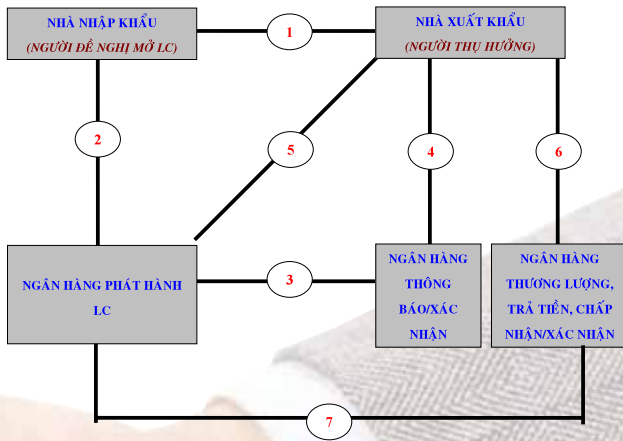 NHÀ NHẬP KHẨU
(NGƯỜI ĐỀ NGHỊ MỞ LC)
1
NHÀ XUẤT KHẨU
(NGƯỜI THỤ HƯỞNG)
2
5
4
6
NGÂN HÀNG PHÁT HÀNH
LC
3
NGÂN HÀNG
THÔNG
BÁO/XÁC
NHẬN
NGÂN HÀNG
THƯƠNG LƯỢNG,
TRẢ TIỀN, CHẤP
NHẬN/XÁC NHẬN
7